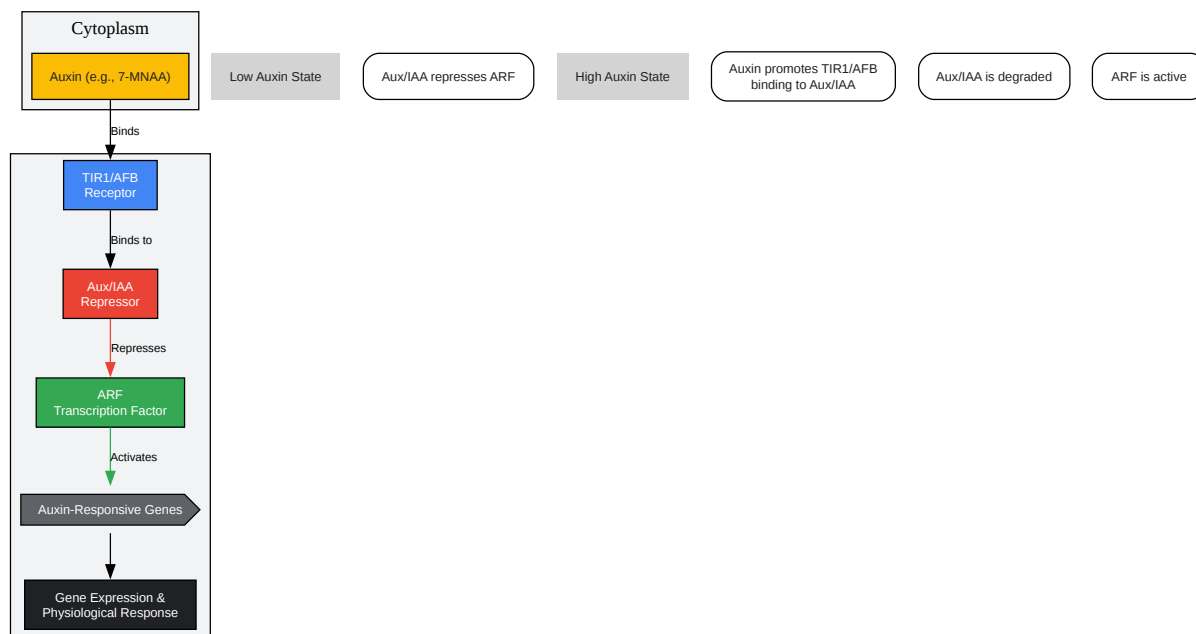 Cytoplasm
Auxin (e.g., 7-MNAA)
Low Auxin State
Aux/IAA represses ARF
High Auxin State
Auxin promotes TIR1/AFB
binding to Aux/IAA
Aux/IAA is degraded
ARF is active
Binds
TIR1/AFB
Receptor
Binds to
Aux/IAA
Repressor
Represses
ARF
Transcription Factor
Activates
Auxin-Responsive Genes
Gene Expression &
Physiological Response